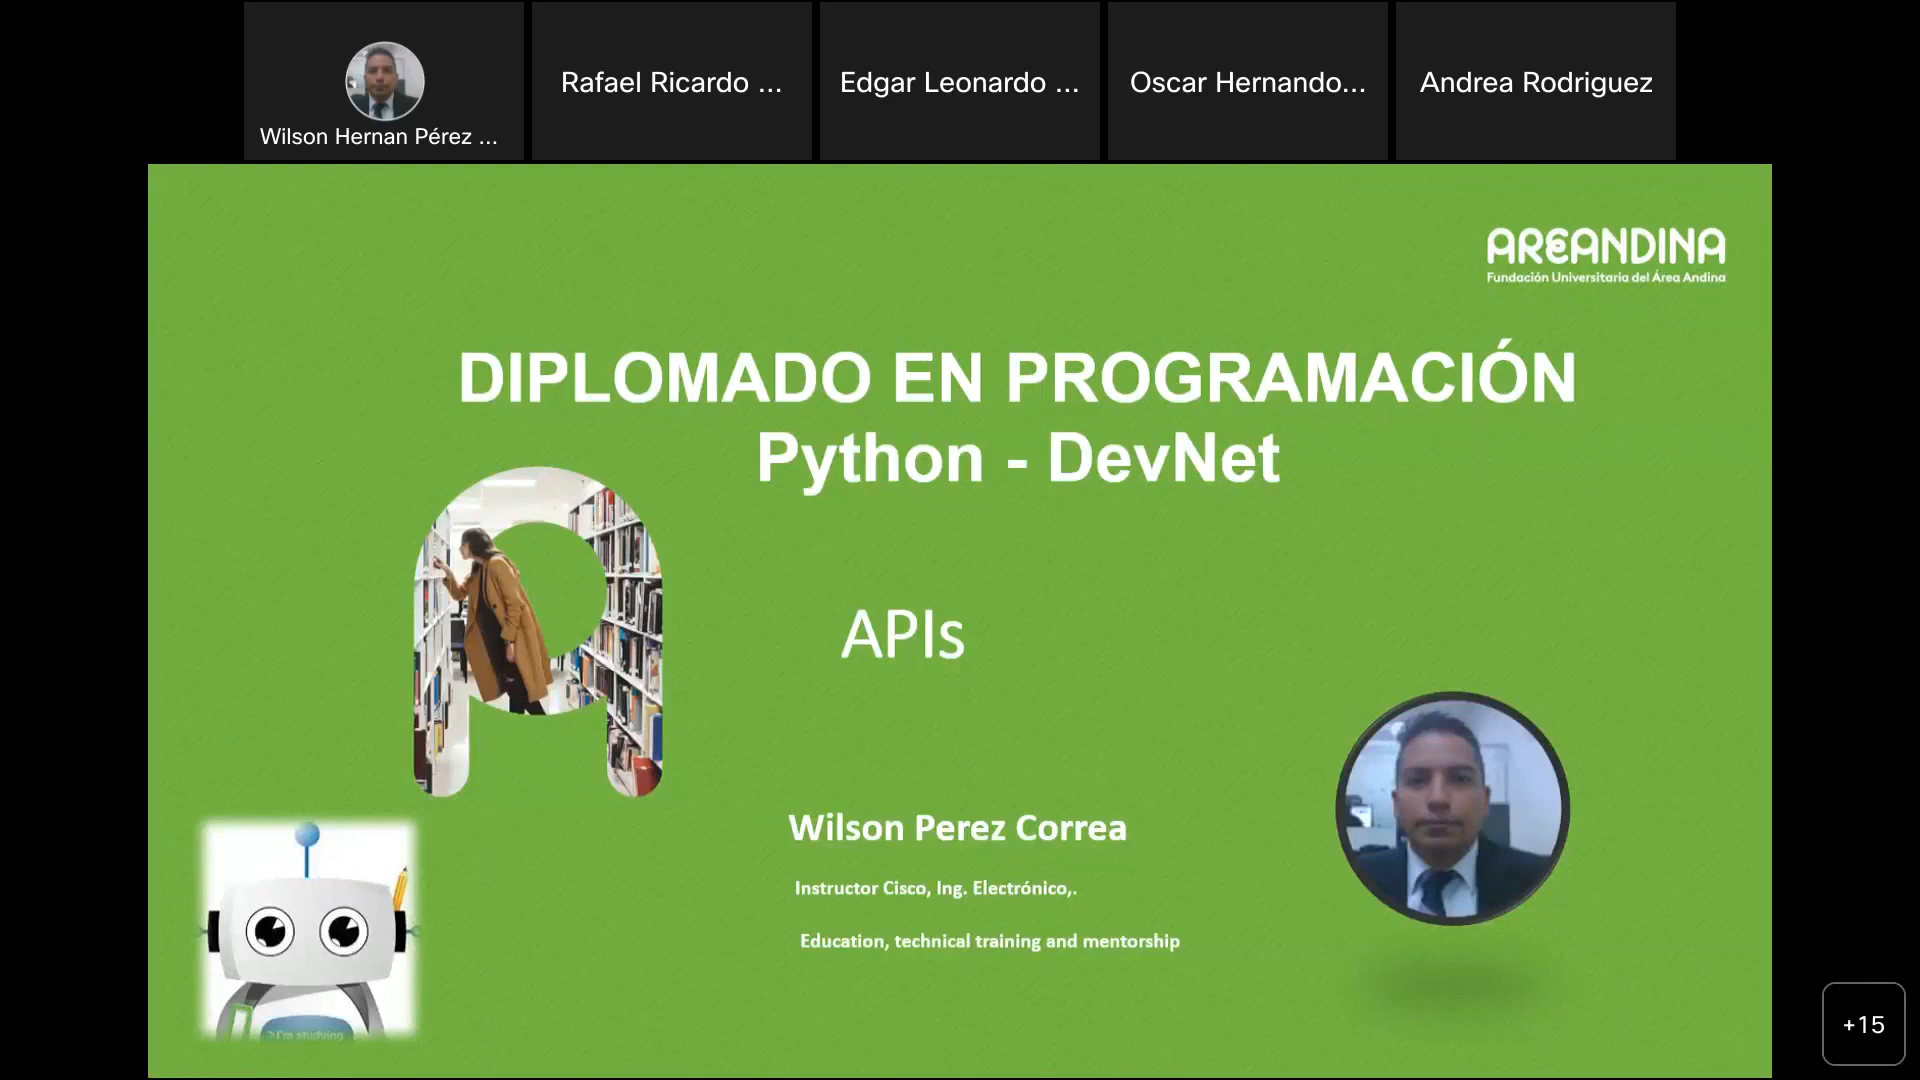 Wilson Hernan Pérez ...
Rafael Ricardo ...
Edgar Leonardo ...
Oscar Hernando...
Andrea Rodriguez
AREANDINA
Fundación Universitaria del Área Andina
DIPLOMADO EN PROGRAMACIÓN
Python - DevNet
APIs
Wilson Perez Correa
Instructor Cisco, Ing. Electrónico,.
Education, technical training and mentorship
>I'm studying
+15